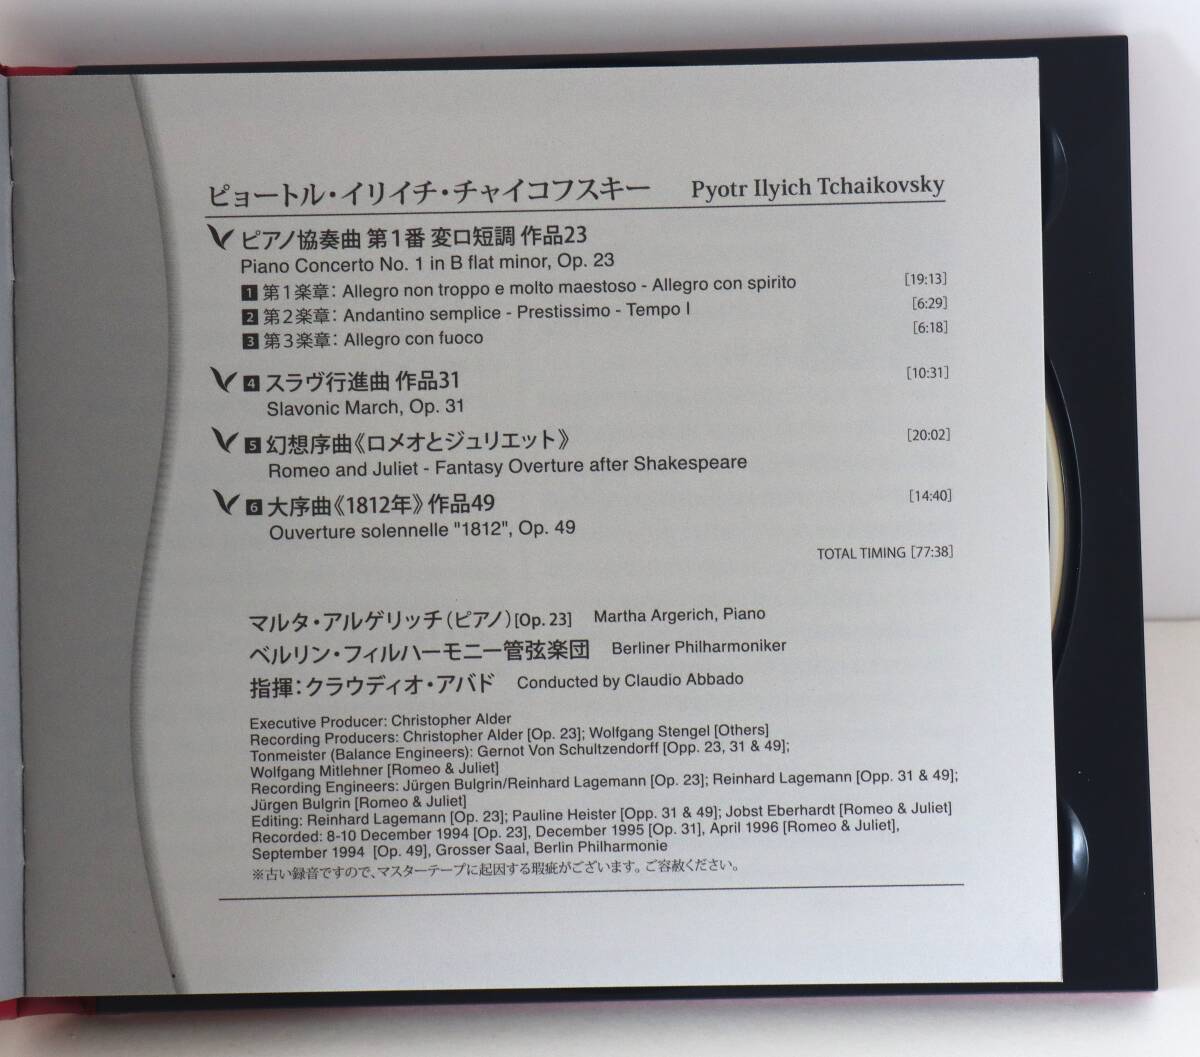 ピョートル・イリイチ・チャイコフスキー Pyotr Ilyich Tchaikovsky
ピアノ協奏曲 第1番 変ロ短調 作品23
Piano Concerto No. 1 in B flat minor, Op. 23
1 第1楽章: Allegro non troppo e molto maestoso - Allegro con spirito [19:13]
2 第2楽章: Andantino semplice - Prestissimo - Tempo I [6:29]
3 第3楽章: Allegro con fuoco [6:18]
4 スラヴ行進曲 作品31 [10:31]
Slavonic March, Op. 31
5 幻想序曲《ロメオとジュリエット》 [20:02]
Romeo and Juliet - Fantasy Overture after Shakespeare
6 大序曲《1812年》 作品49 [14:40]
Ouverture solennelle "1812", Op. 49
TOTAL TIMING [77:38]
マルタ・アルゲリッチ(ピアノ)[Op. 23] Martha Argerich, Piano
ベルリン・フィルハーモニー管弦楽団 Berliner Philharmoniker
指揮:クラウディオ・アバド Conducted by Claudio Abbado
Executive Producer: Christopher Alder
Recording Producers: Christopher Alder [Op. 23]; Wolfgang Stengel [Others]
Tonmeister (Balance Engineers): Gernot Von Schultzendorff [Opp. 23, 31 & 49];
Wolfgang Mitlehner [Romeo & Juliet]
Recording Engineers: Jürgen Bulgrin/Reinhard Lagemann [Op. 23]; Reinhard Lagemann [Opp. 31 & 49];
Jürgen Bulgrin [Romeo & Juliet]
Editing: Reinhard Lagemann [Op. 23]; Pauline Heister [Opp. 31 & 49]; Jobst Eberhardt [Romeo & Juliet]
Recorded: 8-10 December 1994 [Op. 23], December 1995 [Op. 31], April 1996 [Romeo & Juliet],
September 1994 [Op. 49], Grosser Saal, Berlin Philharmonie
※古い録音ですので、マスターテープに起因する瑕疵がございます。ご容赦ください。